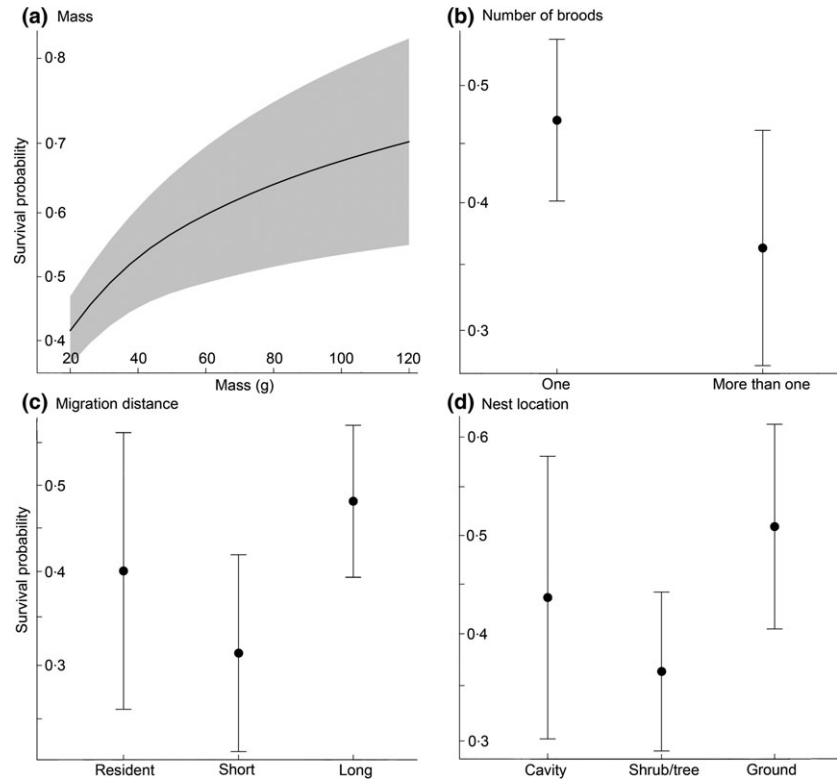 (a) Mass
0·8
0·7
0·6
0·5
0·4
Survival probability
20 40 60 80 100 120
Mass (g)
(b) Number of broods
0·5
0·4
0·3
One More than one
(c) Migration distance
0·5
0·4
0·3
Survival probability
Resident Short Long
(d) Nest location
0·6
0·5
0·4
0·3
Cavity Shrub/tree Ground